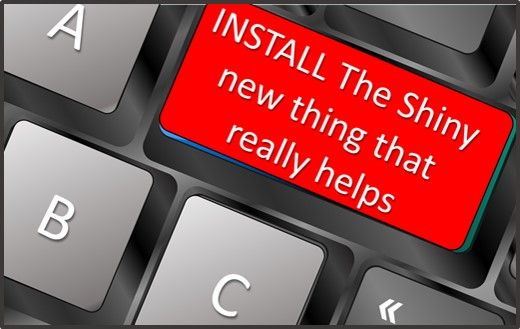 A
INSTALL The Shiny
new thing that
really helps
B
C
«